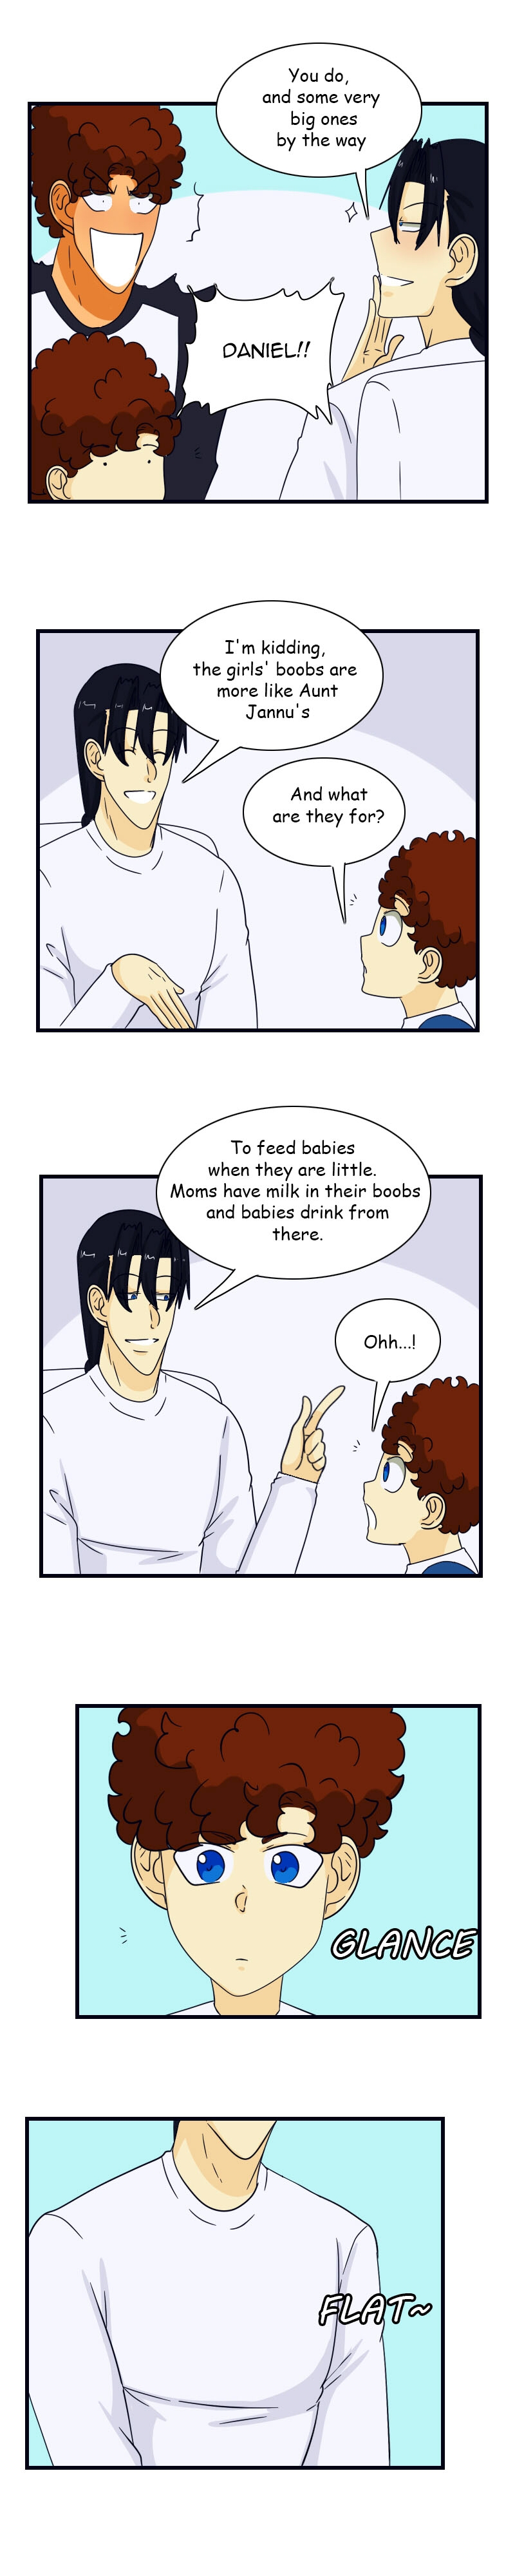 You do,
and some very
big ones
by the way
DANIEL!!
I'm kidding,
the girls' boobs are
more like Aunt
Jannu's
And what
are they for?
To feed babies
when they are little.
Moms have milk in their boobs
and babies drink from
there.
Ohh...!
GLANCE
FLAT~